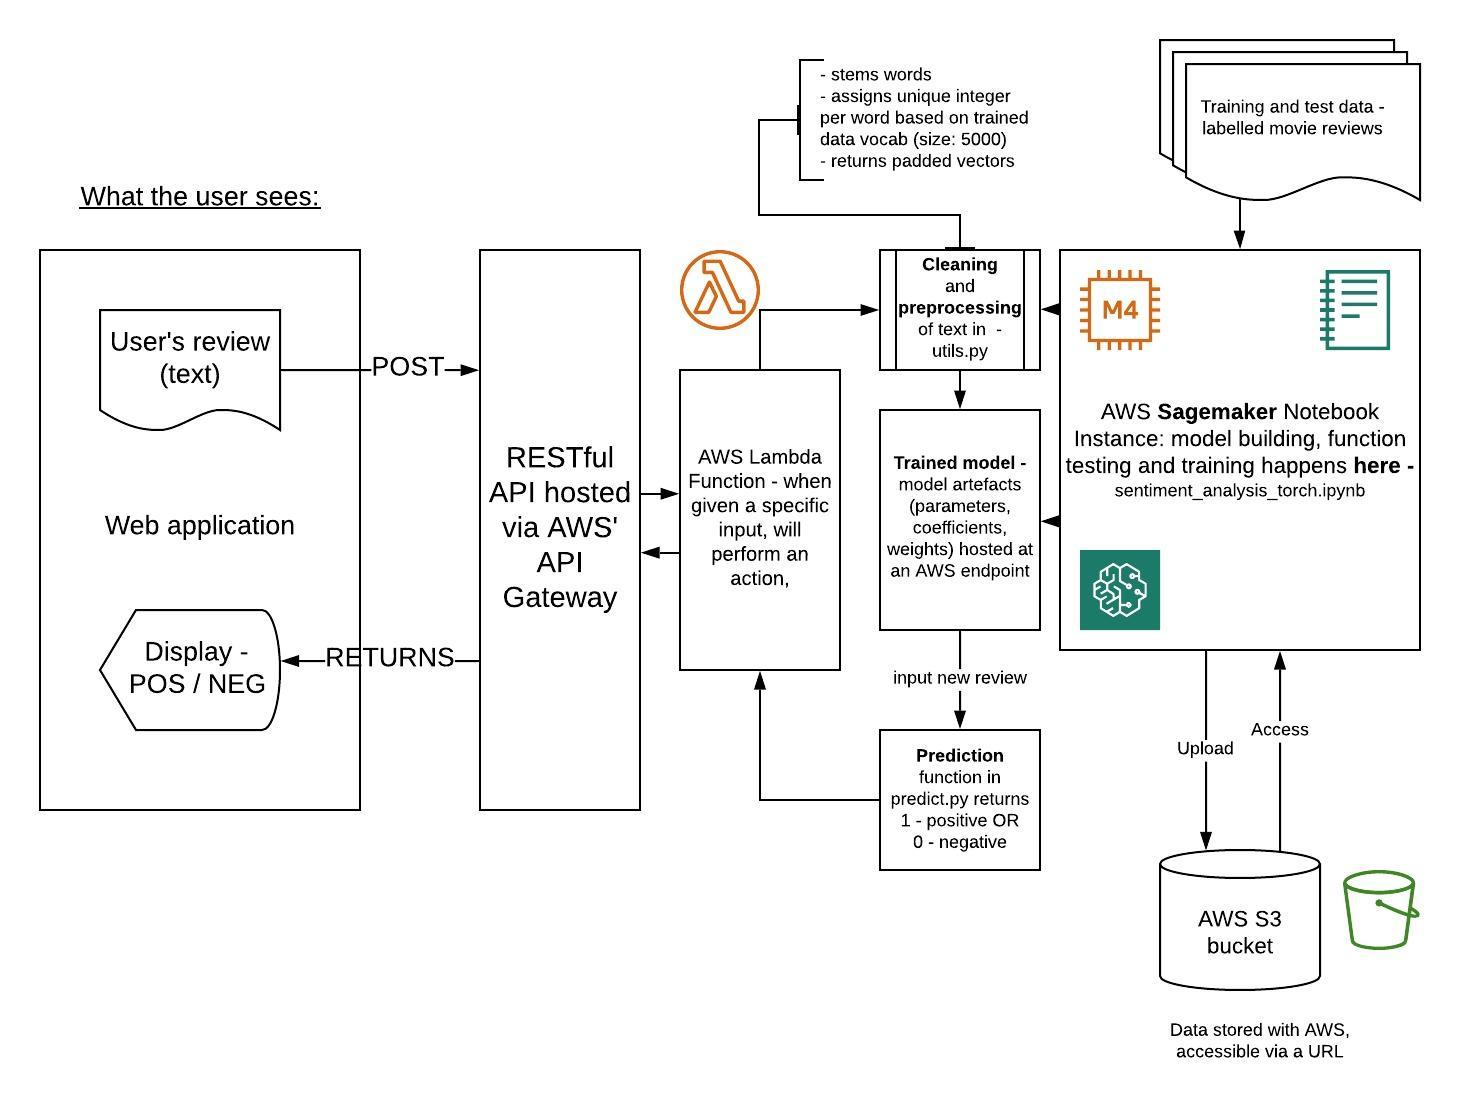 - stems words
- assigns unique integer
per word based on trained
data vocab (size: 5000)
- returns padded vectors
Training and test data -
labelled movie reviews
What the user sees:
User's review
(text)
POST
Web application
RETURNS
Display -
POS / NEG
RESTful
API hosted
via AWS'
API
Gateway
AWS Lambda
Function - when
given a specific
input, will
perform an
action,
Cleaning
and
preprocessing
of text in -
utils.py
Trained model -
model artefacts
(parameters,
coefficients,
weights) hosted at
an AWS endpoint
input new review
Prediction
function in
predict.py returns
1 - positive OR
0 - negative
M4
AWS Sagemaker Notebook
Instance: model building, function
testing and training happens here -
sentiment_analysis_torch.ipynb
Upload
Access
AWS S3
bucket
Data stored with AWS,
accessible via a URL